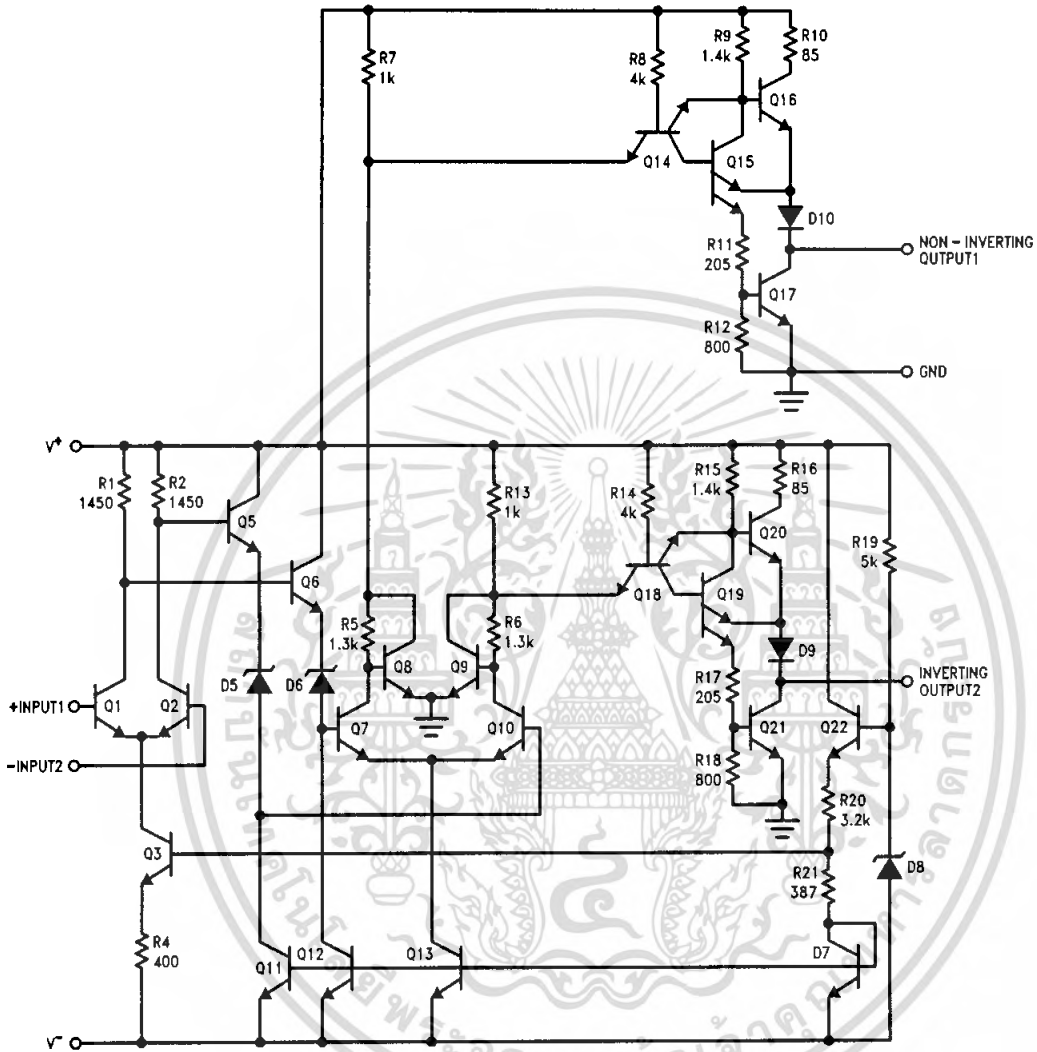 R7
1k
R8
4k
R9
1.4k
R10
85
Q16
Q14
Q15
D10
R11
205
NON-INVERTING
OUTPUT1
Q17
R12
800
GND
V+
R1
1450
R2
1450
Q5
R13
1k
R14
4k
R15
1.4k
R16
85
Q20
R19
5k
Q6
Q18
Q19
R5
1.3k
R6
1.3k
D9
D5
D6
Q8
Q9
R17
205
INVERTING
OUTPUT2
+INPUT1
Q1
Q2
Q7
Q10
Q21
Q22
-INPUT2
R18
800
R20
3.2k
Q3
D8
R21
387
R4
400
Q11
Q12
Q13
D7
V-